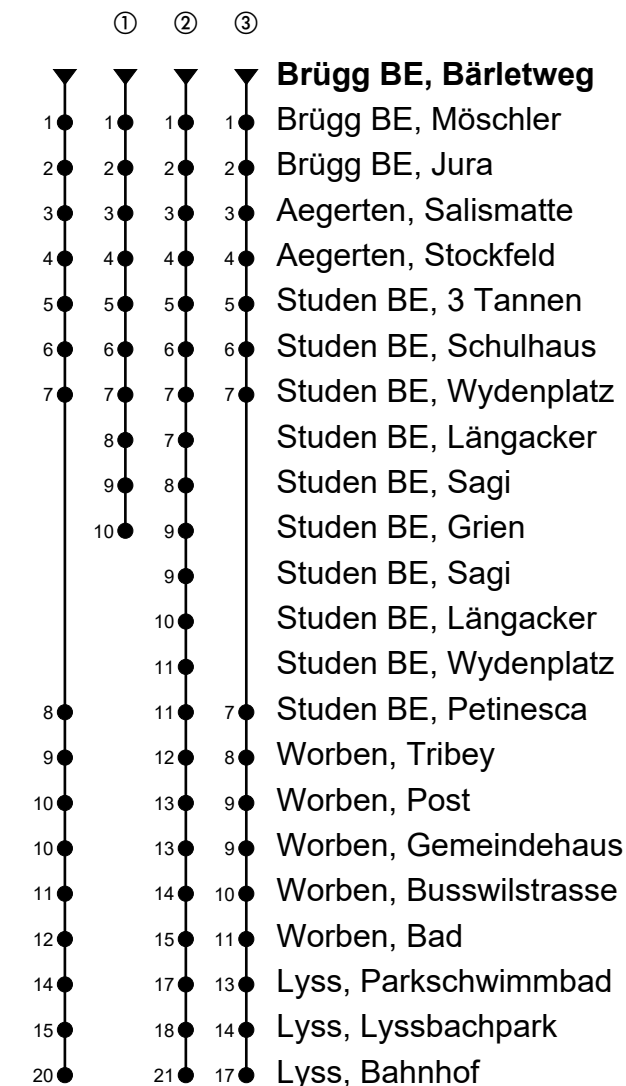 ① ② ③
Brügg BE, Bärletweg
1 1 1 1 Brügg BE, Möschler
2 2 2 2 Brügg BE, Jura
3 3 3 3 Aegerten, Salismatte
4 4 4 4 Aegerten, Stockfeld
5 5 5 5 Studen BE, 3 Tannen
6 6 6 6 Studen BE, Schulhaus
7 7 7 7 Studen BE, Wydenplatz
8 7 Studen BE, Längacker
9 8 Studen BE, Sagi
10 9 Studen BE, Grien
9 Studen BE, Sagi
10 Studen BE, Längacker
11 Studen BE, Wydenplatz
8 11 7 Studen BE, Petinesca
9 12 8 Worben, Tribey
10 13 9 Worben, Post
10 13 9 Worben, Gemeindehaus
11 14 10 Worben, Busswilstrasse
12 15 11 Worben, Bad
14 17 13 Lyss, Parkschwimmbad
15 18 14 Lyss, Lyssbachpark
20 21 17 Lyss, Bahnhof